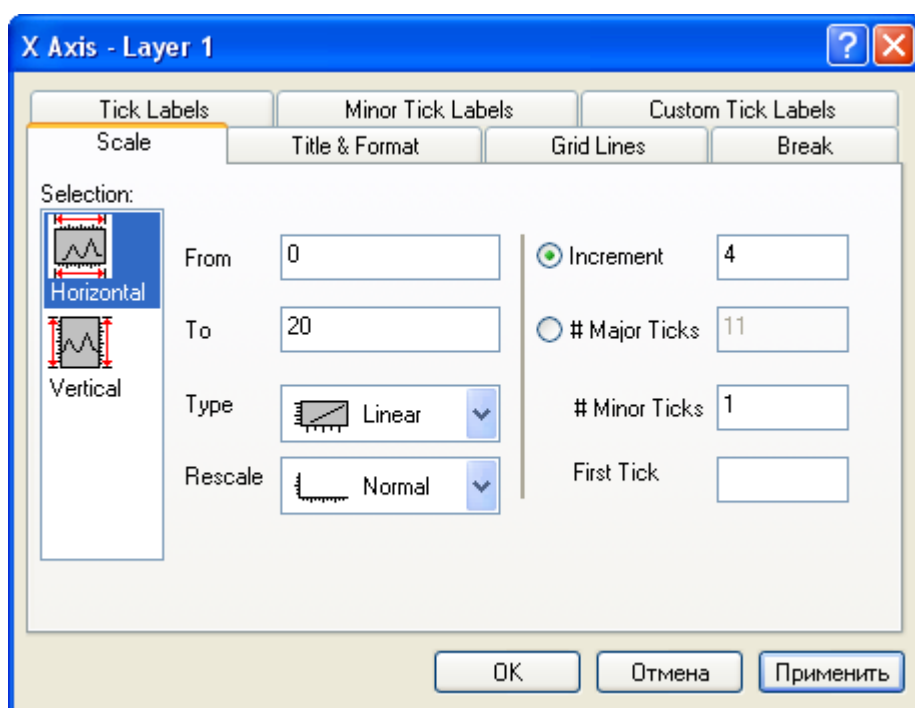 X Axis - Layer 1
Tick Labels
Minor Tick Labels
Custom Tick Labels
Scale
Title & Format
Grid Lines
Break
Selection:
Horizontal
Vertical
From 0
To 20
Type Linear
Rescale Normal
Increment 4
# Major Ticks 11
# Minor Ticks 1
First Tick
OK
Отмена
Применить